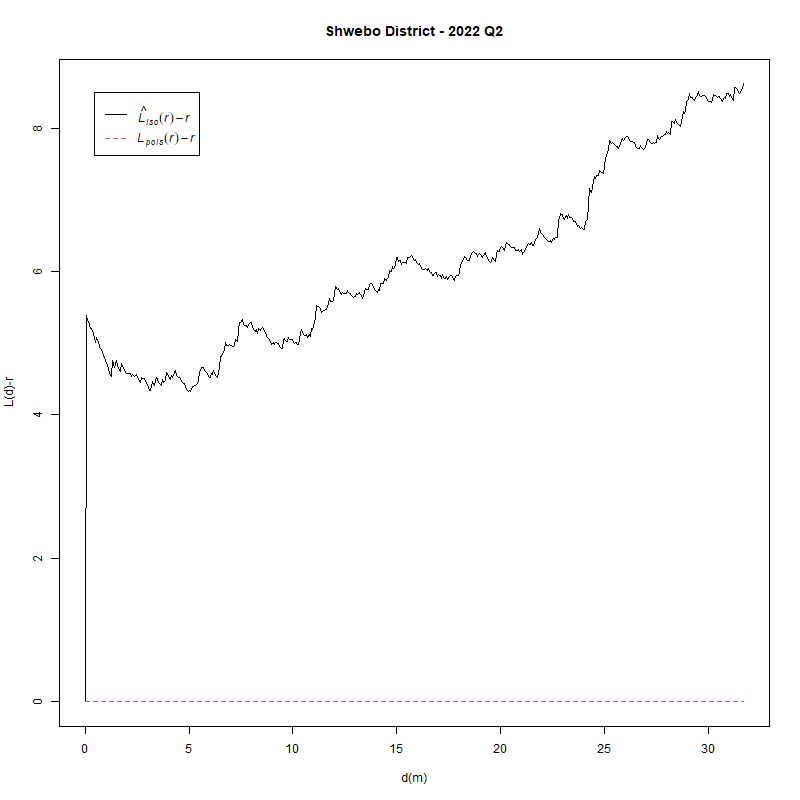 Shwebo District - 2022 Q2
L̂iso(r) − r
Lpois(r) − r
L(d)-r
8
6
4
2
0
0 5 10 15 20 25 30
d(m)